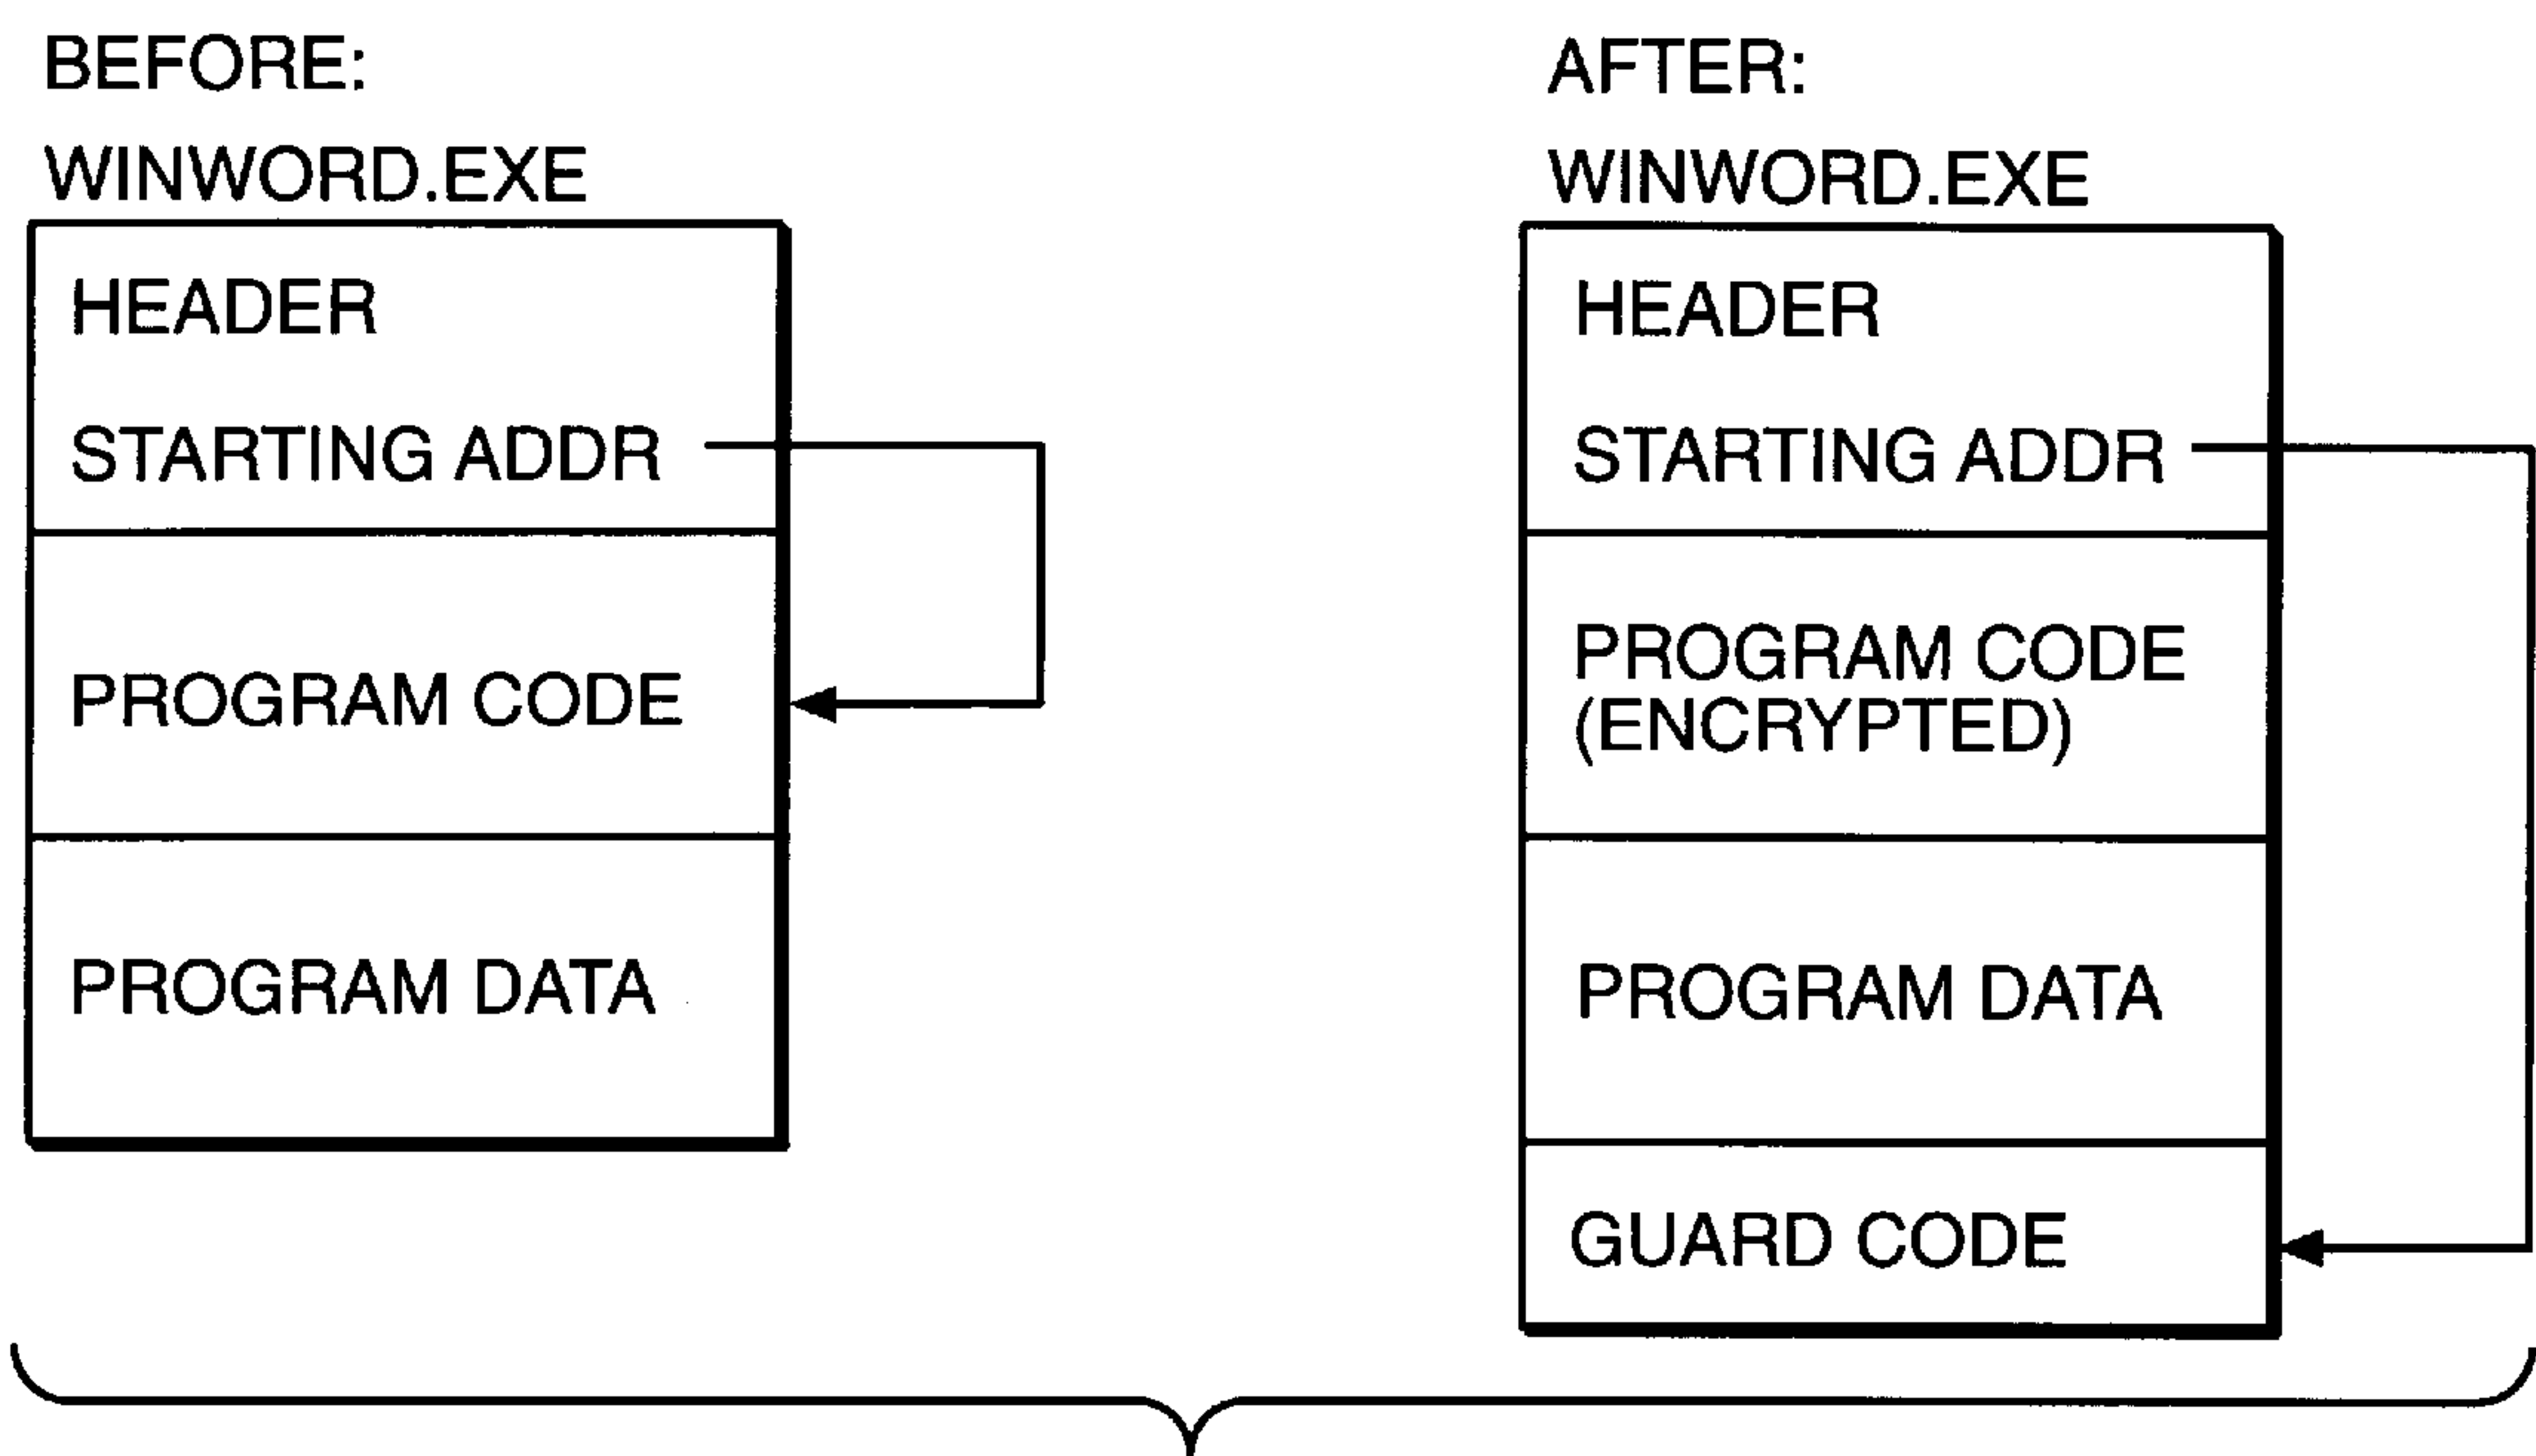 BEFORE:
WINWORD.EXE
HEADER
STARTING ADDR
PROGRAM CODE
PROGRAM DATA
AFTER:
WINWORD.EXE
HEADER
STARTING ADDR
PROGRAM CODE
(ENCRYPTED)
PROGRAM DATA
GUARD CODE